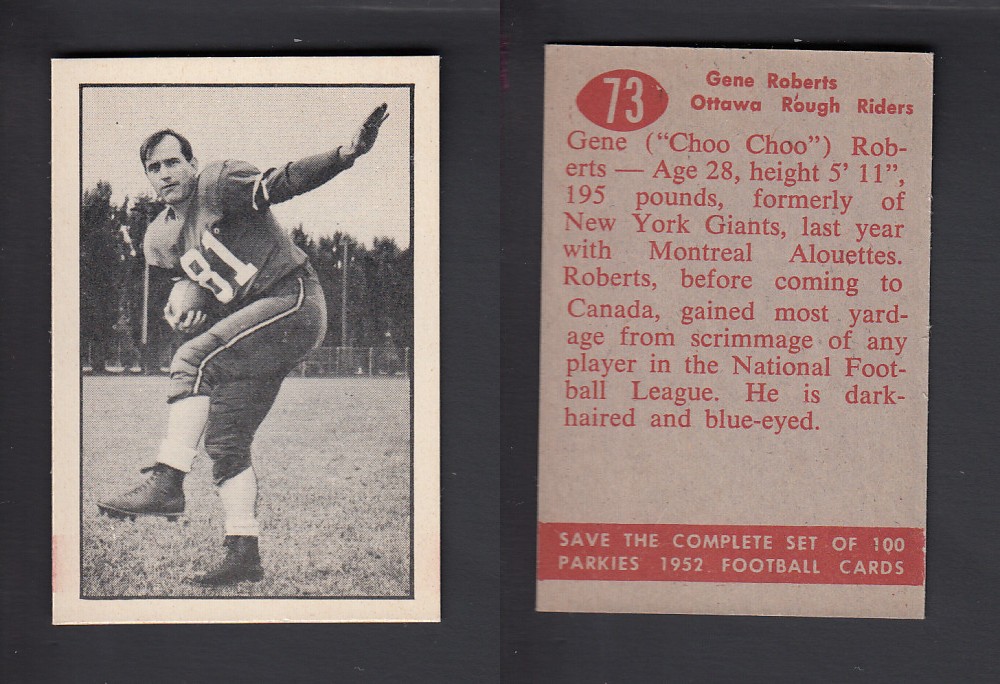 81
73
Gene Roberts
Ottawa Rough Riders
Gene ("Choo Choo") Rob-
erts — Age 28, height 5' 11",
195 pounds, formerly of
New York Giants, last year
with Montreal Alouettes.
Roberts, before coming to
Canada, gained most yard-
age from scrimmage of any
player in the National Foot-
ball League. He is dark-
haired and blue-eyed.
SAVE THE COMPLETE SET OF 100
PARKIES 1952 FOOTBALL CARDS